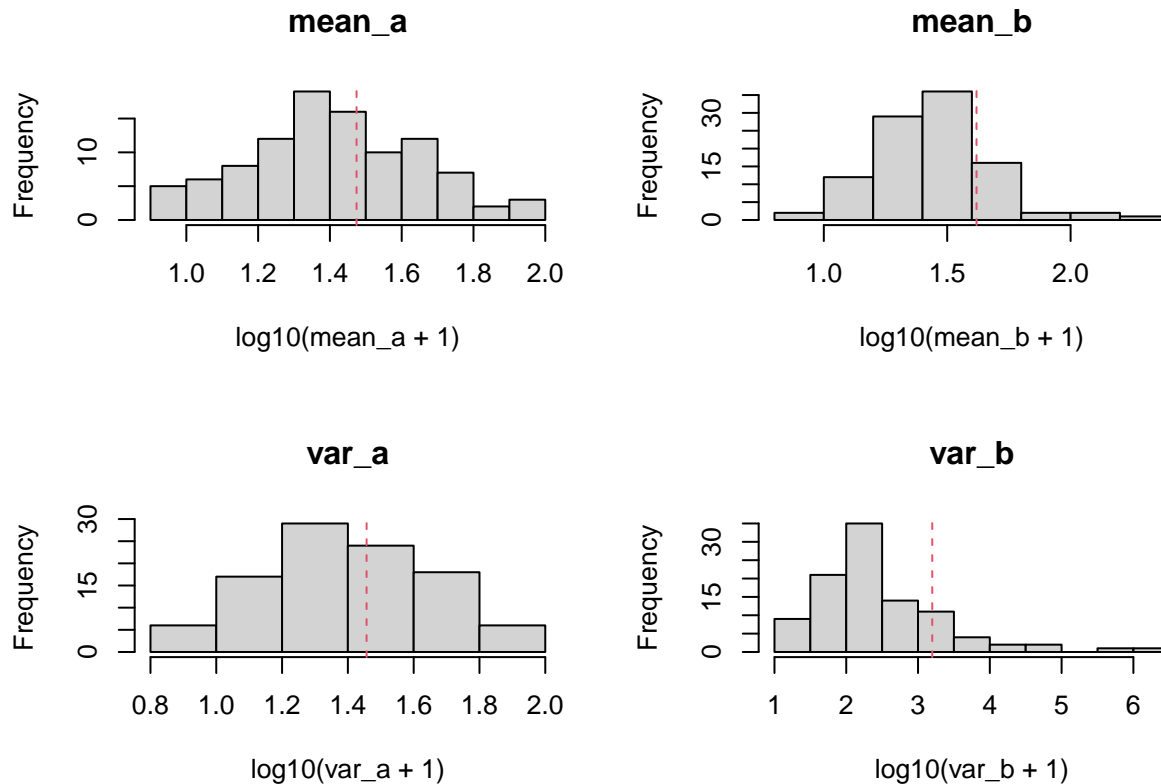 mean_a
Frequency
0 10
1.0 1.2 1.4 1.6 1.8 2.0
log10(mean_a + 1)
mean_b
Frequency
0 15 30
1.0 1.5 2.0
log10(mean_b + 1)
var_a
Frequency
0 15 30
0.8 1.0 1.2 1.4 1.6 1.8 2.0
log10(var_a + 1)
var_b
Frequency
0 15 30
1 2 3 4 5 6
log10(var_b + 1)